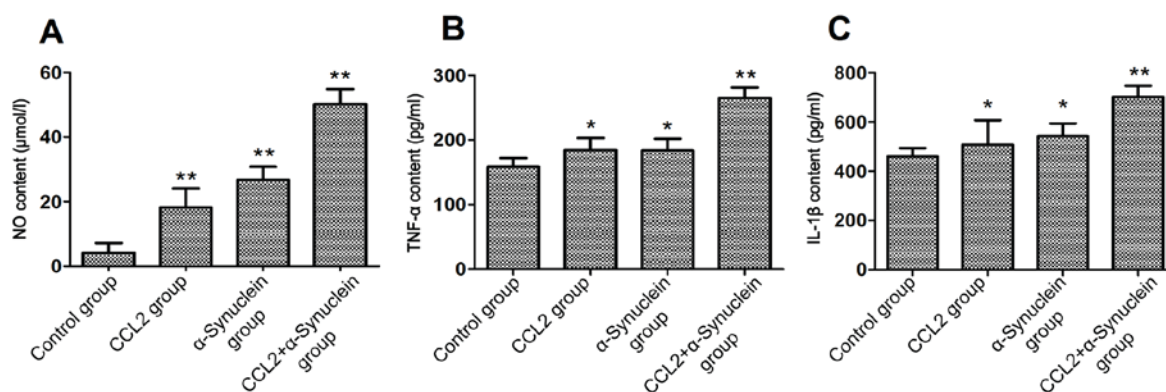 A
NO content (μmol/l)
60
40
20
0
**
**
**
Control group
CCL2 group
α-Synuclein
group
CCL2+α-Synuclein
group
B
TNF-α content (pg/ml)
300
200
100
0
*
*
**
Control group
CCL2 group
α-Synuclein
group
CCL2+α-Synuclein
group
C
IL-1β content (pg/ml)
800
600
400
200
0
*
*
**
Control group
CCL2 group
α-Synuclein
group
CCL2+α-Synuclein
group